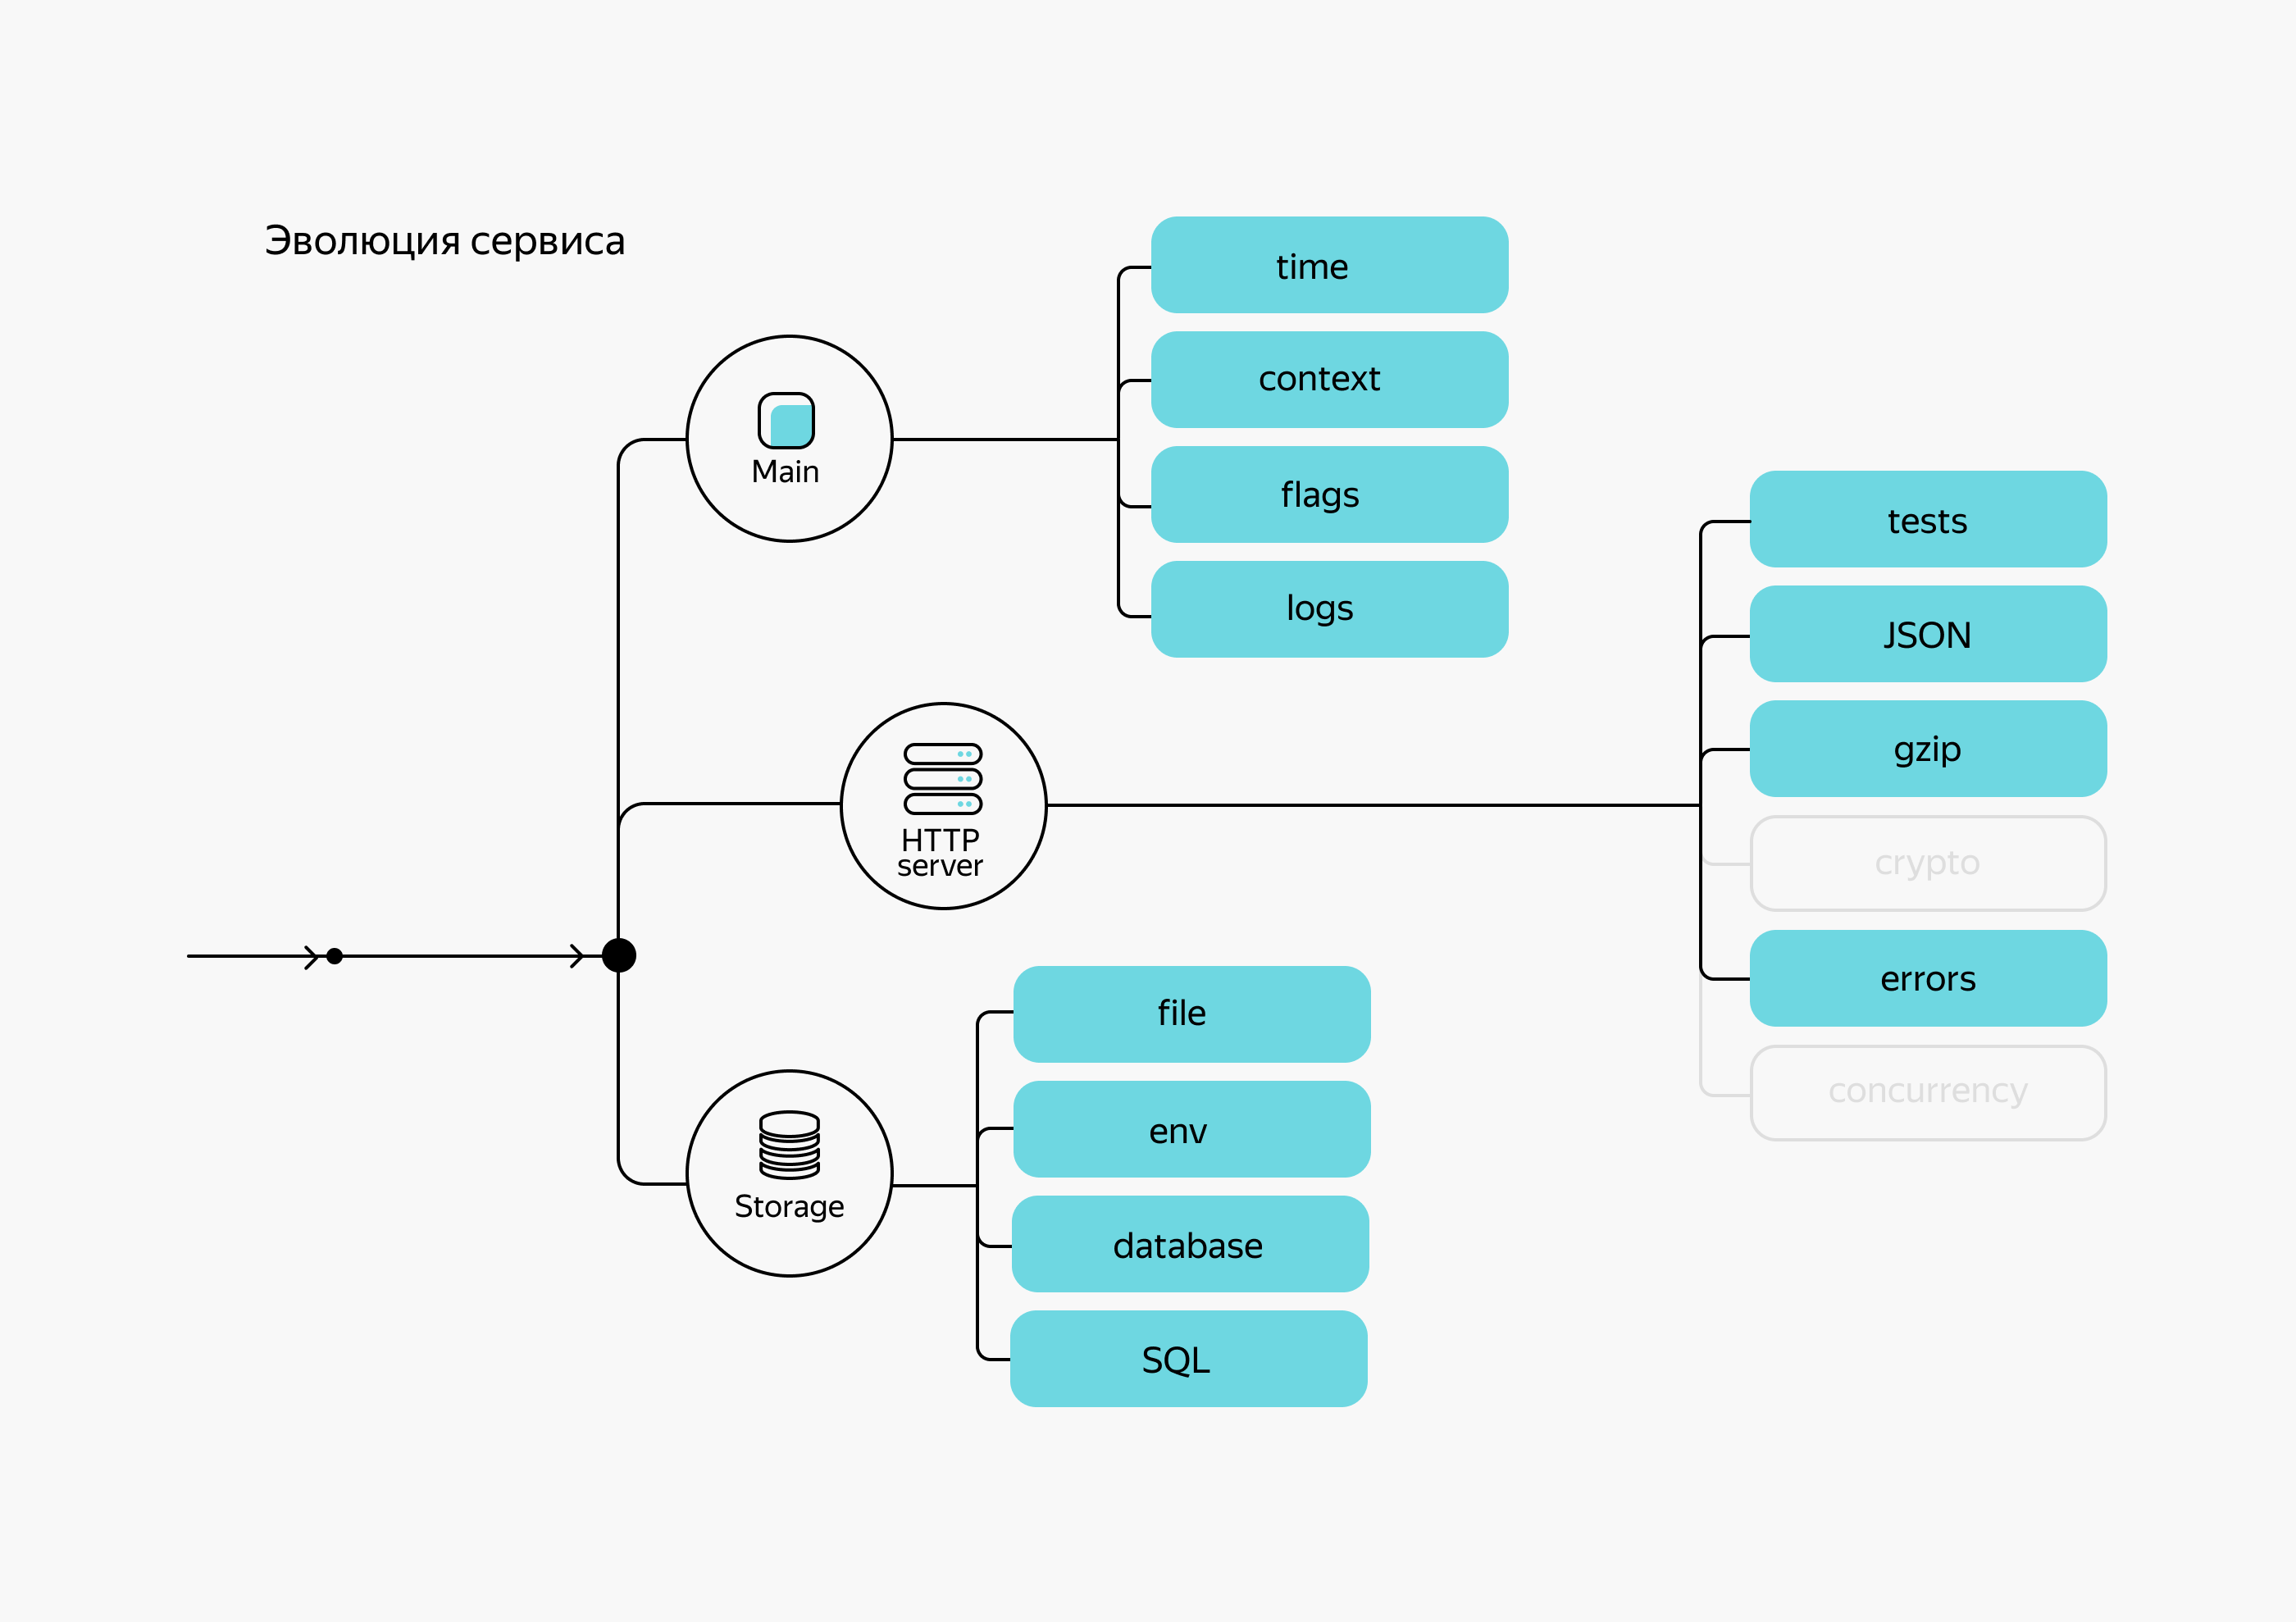 Эволюция сервиса
Main
time
context
flags
logs
HTTP
server
tests
JSON
gzip
crypto
errors
concurrency
Storage
file
env
database
SQL